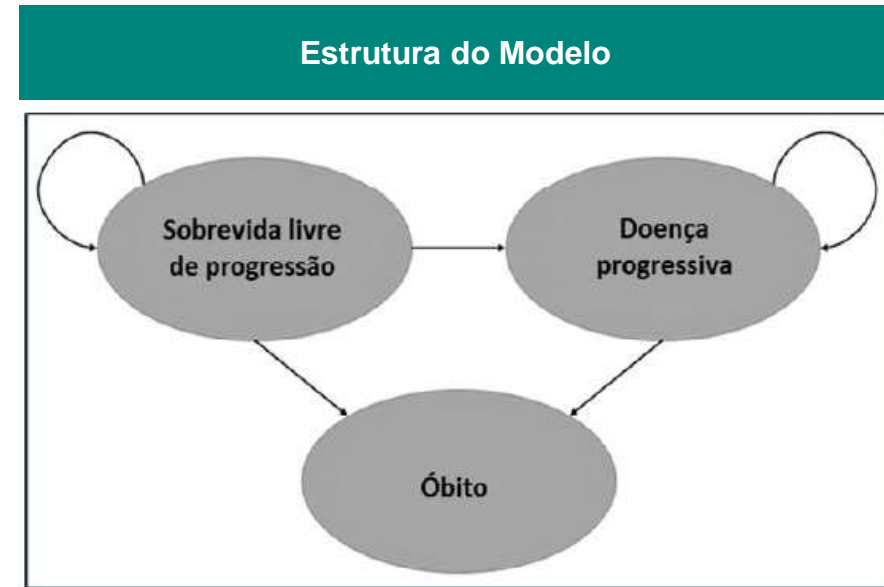 Estrutura do Modelo
Sobrevida livre
de progressão
Doença
progressiva
Óbito